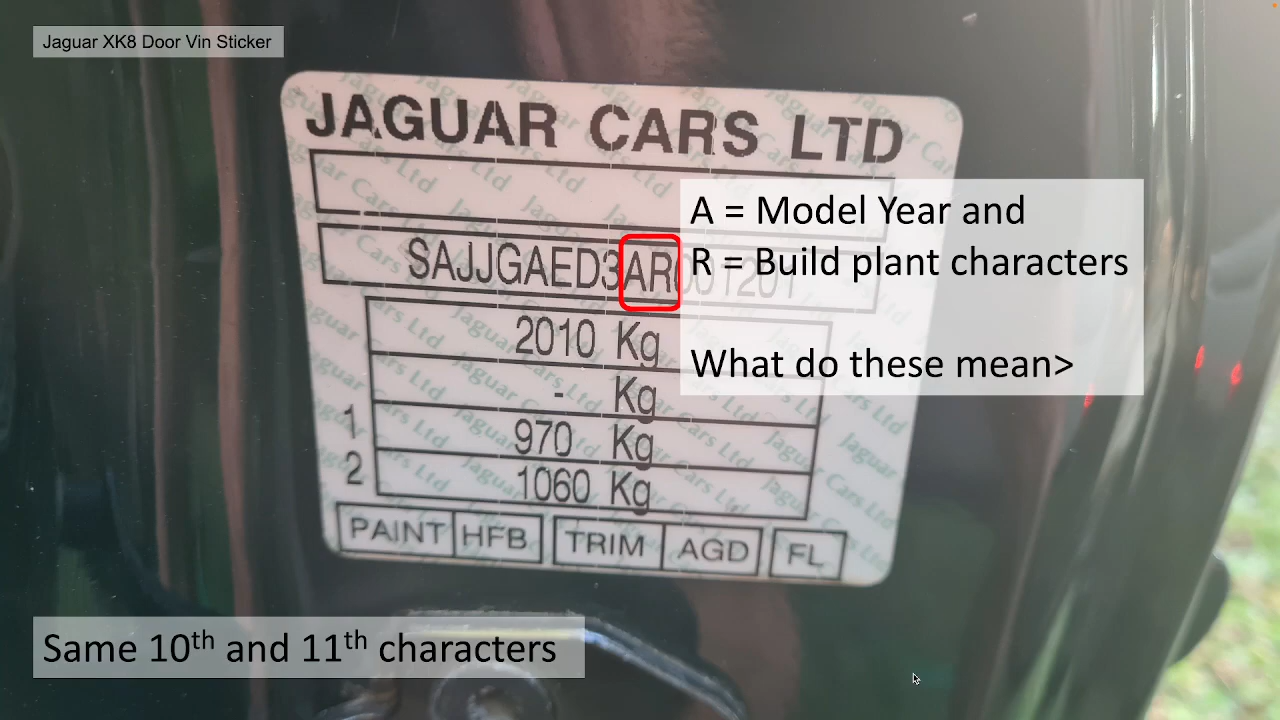 Jaguar XK8 Door Vin Sticker
JAGUAR CARS LTD
SAJJGAED3AR001201
A = Model Year and
R = Build plant characters
What do these mean>
2010 Kg
- Kg
1 970 Kg
2 1060 Kg
PAINT HFB TRIM AGD FL
Same 10th and 11th characters